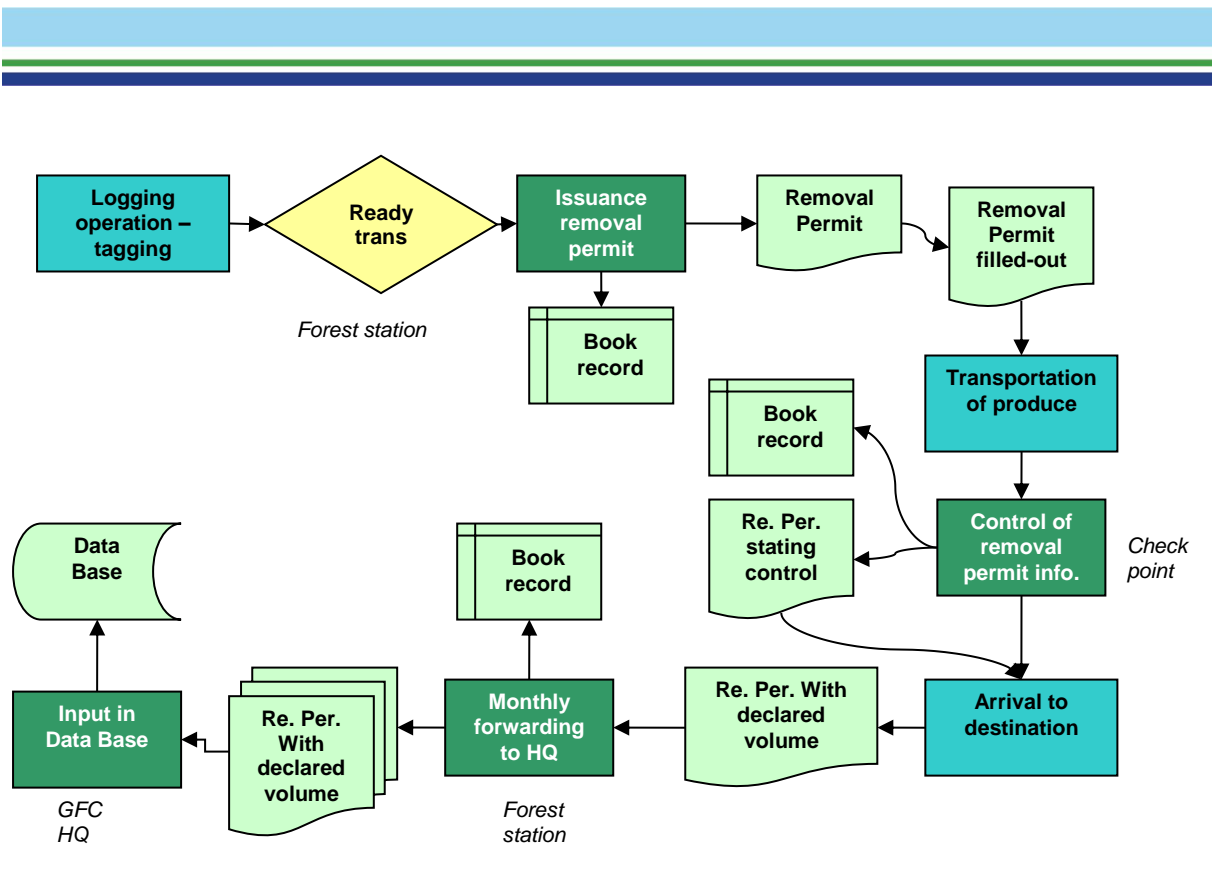 Logging
operation –
tagging
Ready
trans
Issuance
removal
permit
Removal
Permit
Removal
Permit
filled-out
Forest station
Book
record
Transportation
of produce
Book
record
Control of
removal
permit info.
Check
point
Re. Per.
stating
control
Data
Base
Book
record
Arrival to
destination
Re. Per. With
declared
volume
Monthly
forwarding
to HQ
Re. Per.
With
declared
volume
Input in
Data Base
GFC
HQ
Forest
station